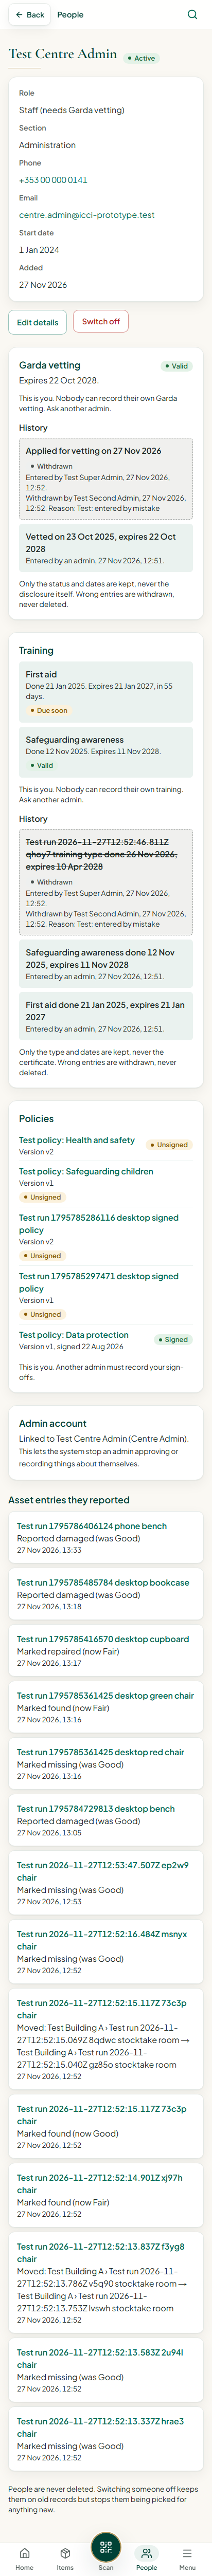 Back
People
Test Centre Admin
Active
Role
Staff (needs Garda vetting)
Section
Administration
Phone
+353 00 000 0141
Email
centre.admin@icci-prototype.test
Start date
1 Jan 2024
Added
27 Nov 2026
Edit details
Switch off
Garda vetting
Valid
Expires 22 Oct 2028.
This is you. Nobody can record their own Garda
vetting. Ask another admin.
History
Applied for vetting on 27 Nov 2026
Withdrawn
Entered by Test Super Admin, 27 Nov 2026,
12:52.
Withdrawn by Test Second Admin, 27 Nov 2026,
12:52. Reason: Test: entered by mistake
Vetted on 23 Oct 2025, expires 22 Oct
2028
Entered by an admin, 27 Nov 2026, 12:51.
Only the status and dates are kept, never the
disclosure itself. Wrong entries are withdrawn,
never deleted.
Training
First aid
Done 21 Jan 2025. Expires 21 Jan 2027, in 55
days.
Due soon
Safeguarding awareness
Done 12 Nov 2025. Expires 11 Nov 2028.
Valid
This is you. Nobody can record their own training.
Ask another admin.
History
Test run 2026-11-27T12:52:46.811Z
qhoy7 training type done 26 Nov 2026,
expires 10 Apr 2028
Withdrawn
Entered by Test Super Admin, 27 Nov 2026,
12:52.
Withdrawn by Test Second Admin, 27 Nov 2026,
12:52. Reason: Test: entered by mistake
Safeguarding awareness done 12 Nov
2025, expires 11 Nov 2028
Entered by an admin, 27 Nov 2026, 12:51.
First aid done 21 Jan 2025, expires 21 Jan
2027
Entered by an admin, 27 Nov 2026, 12:51.
Only the type and dates are kept, never the
certificate. Wrong entries are withdrawn, never
deleted.
Policies
Test policy: Health and safety
Version v2
Unsigned
Test policy: Safeguarding children
Version v1
Unsigned
Test run 1795785286116 desktop signed
policy
Version v2
Unsigned
Test run 1795785297471 desktop signed
policy
Version v1
Unsigned
Test policy: Data protection
Version v1, signed 22 Aug 2026
Signed
This is you. Another admin must record your sign-
offs.
Admin account
Linked to Test Centre Admin (Centre Admin).
This lets the system stop an admin approving or
recording things about themselves.
Asset entries they reported
Test run 1795786406124 phone bench
Reported damaged (was Good)
27 Nov 2026, 13:33
Test run 1795785485784 desktop bookcase
Reported damaged (was Good)
27 Nov 2026, 13:18
Test run 1795785416570 desktop cupboard
Marked repaired (now Fair)
27 Nov 2026, 13:17
Test run 1795785361425 desktop green chair
Marked found (now Fair)
27 Nov 2026, 13:16
Test run 1795785361425 desktop red chair
Marked missing (was Good)
27 Nov 2026, 13:16
Test run 1795784729813 desktop bench
Reported damaged (was Good)
27 Nov 2026, 13:05
Test run 2026-11-27T12:53:47.507Z ep2w9
chair
Marked missing (was Good)
27 Nov 2026, 12:53
Test run 2026-11-27T12:52:16.484Z msnyx
chair
Marked missing (was Good)
27 Nov 2026, 12:52
Test run 2026-11-27T12:52:15.117Z 73c3p
chair
Moved: Test Building A › Test run 2026-11-
27T12:52:15.069Z 8qdwc stocktake room →
Test Building A › Test run 2026-11-
27T12:52:15.040Z gz85o stocktake room
27 Nov 2026, 12:52
Test run 2026-11-27T12:52:15.117Z 73c3p
chair
Marked found (now Good)
27 Nov 2026, 12:52
Test run 2026-11-27T12:52:14.901Z xj97h
chair
Marked found (now Fair)
27 Nov 2026, 12:52
Test run 2026-11-27T12:52:13.837Z f3yg8
chair
Moved: Test Building A › Test run 2026-11-
27T12:52:13.786Z v5q90 stocktake room →
Test Building A › Test run 2026-11-
27T12:52:13.753Z lvswh stocktake room
27 Nov 2026, 12:52
Test run 2026-11-27T12:52:13.583Z 2u94l
chair
Marked missing (was Good)
27 Nov 2026, 12:52
Test run 2026-11-27T12:52:13.337Z hrae3
chair
Marked missing (was Good)
27 Nov 2026, 12:52
People are never deleted. Switching someone off keeps
them on old records but stops them being picked for
anything new.
Home
Items
Scan
People
Menu